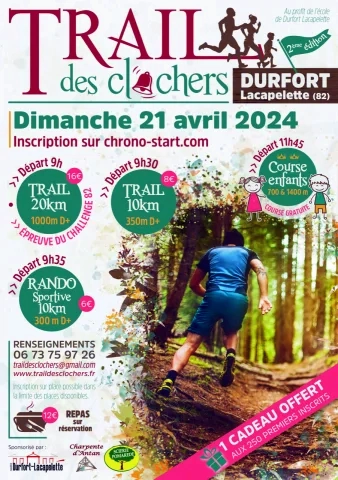 Au profit de l'école
de Durfort Lacapelette
TRAIL
des clochers
2ème édition
DURFORT
Lacapelette (82)
Dimanche 21 avril 2024
Inscription sur chrono-start.com
>> Départ 9h
16€
TRAIL
20km
1000m D+
>> ÉPREUVE DU CHALLENGE 82
>> Départ 9h30
8€
TRAIL
10km
350m D+
>> Départ 11h45
Course
enfants
700 & 1400 m
COURSE GRATUITE
>> Départ 9h35
RANDO
Sportive
10km
300 m D+
6€
RENSEIGNEMENTS
06 73 75 97 26
traildesclochers@gmail.com
www.traildesclochers.fr
Inscription sur place possible dans
la limite des places disponibles.
12€
REPAS
sur
réservation
1 CADEAU OFFERT
AUX 250 PREMIERS INSCRITS
Sponsorisé par :
Durfort-Lacapelette
Charpente
d'Antan